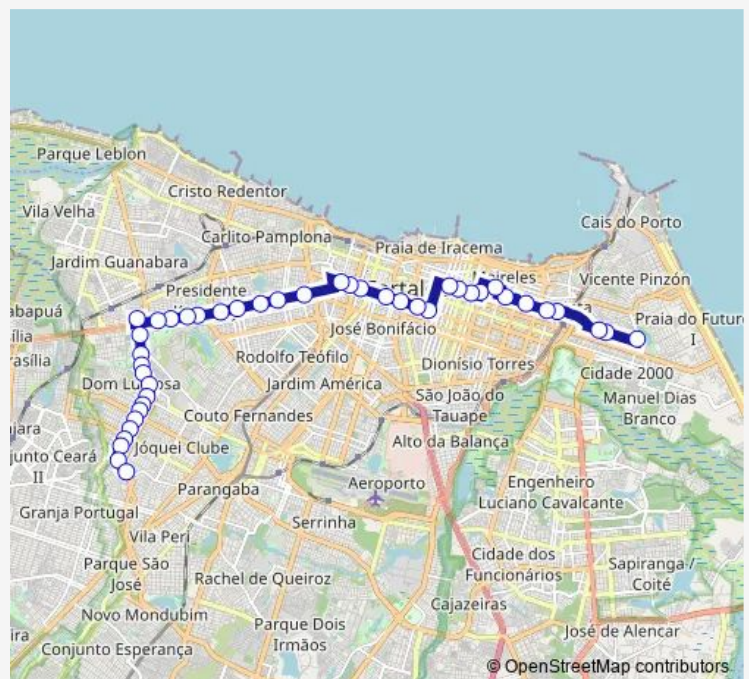 Parque Leblon
Cristo Redentor
Vila Velha
Cais do Porto
Carlito Pamplona
Praia de Iracema
Jardim Guanabara
Vicente Pinzón
Presidente
Praia do Futuro
I
José Bonifácio
Rodolfo Teófilo
Dionísio Torres
Cidade 2000
Jardim América
Manuel Dias
Branco
São João do
Tauape
Couto Fernandes
Alto da Balança
Jóquei Clube
II
Parangaba
Aeroporto
Engenheiro
Luciano Cavalcante
Granja Portugal
Serrinha
Vila Peri
Cidade dos
Funcionários
Parque São
José
Rachel de Queiroz
Sapiranga /
Coité
Cajazeiras
Novo Mondubim
Parque Dois
Irmãos
José de Alencar
Conjunto Esperança
© OpenStreetMap contributors